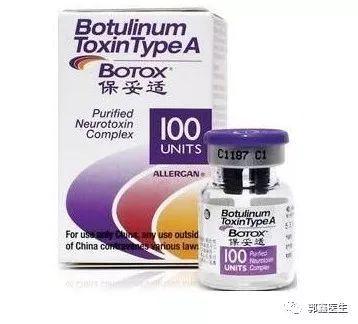 Botulinum
Toxin Type A
BOTOX®
保妥适
Purified
Neurotoxin
Complex
100
UNITS
ALLERGAN®
For use only China, any use outside
of China contravenes various laws
C1197 C1
Botulinum
Toxin Type A
BOTOX®
保妥适
100
UNITS
Purified
Neurotoxin
Complex
郭鑫医生